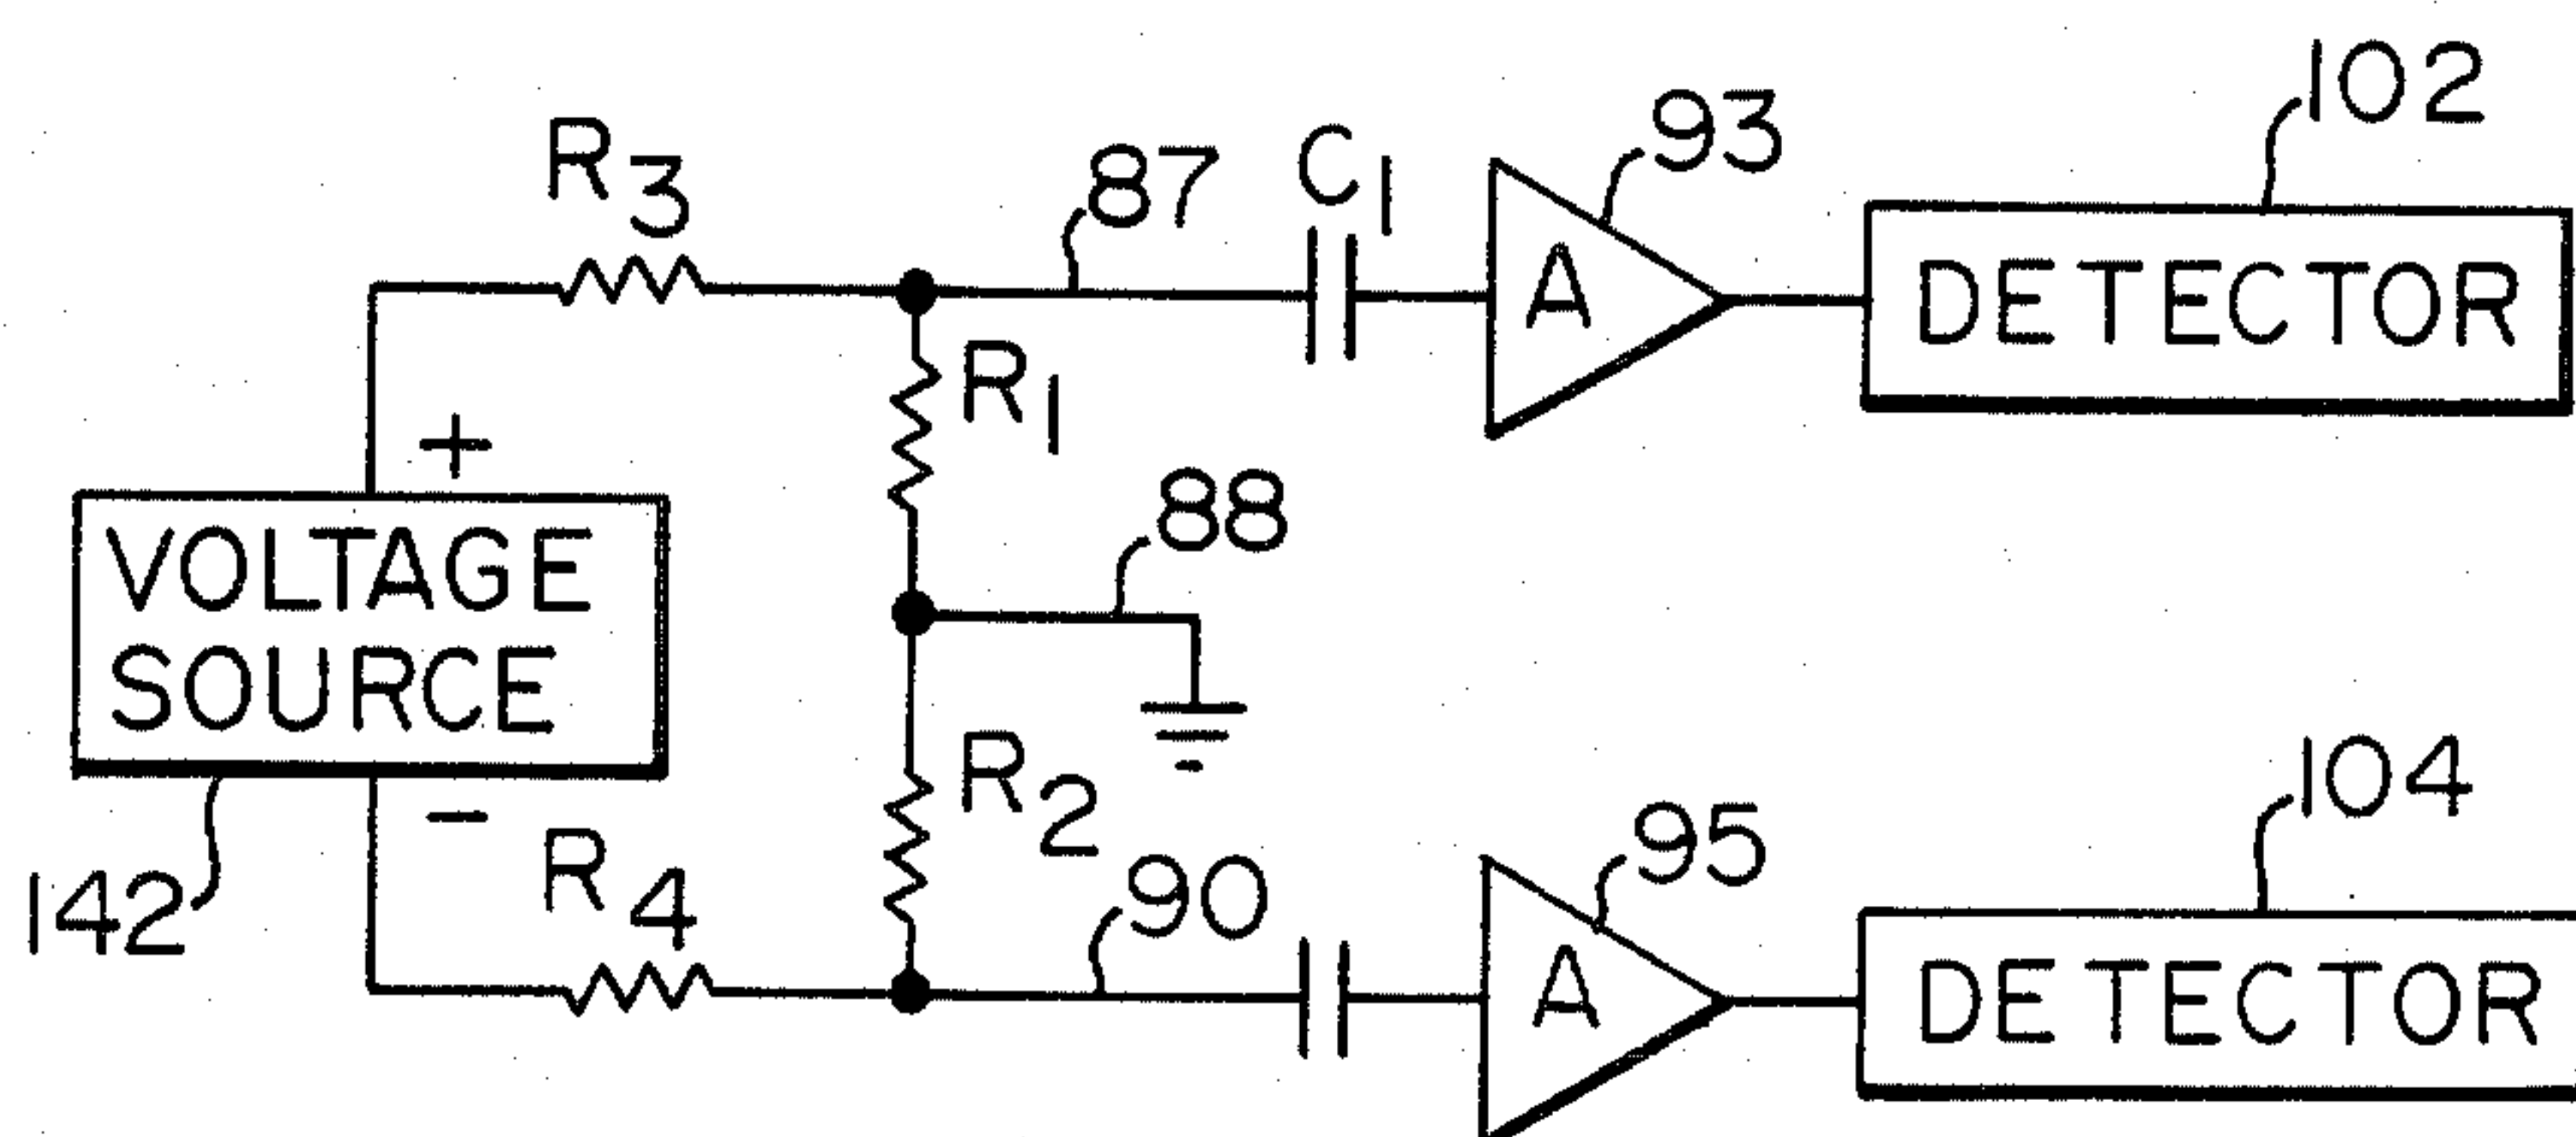 102
93
C1
87
R3
A
DETECTOR
R1
+
88
VOLTAGE
SOURCE
R2
104
95
−
R4
90
142
A
DETECTOR